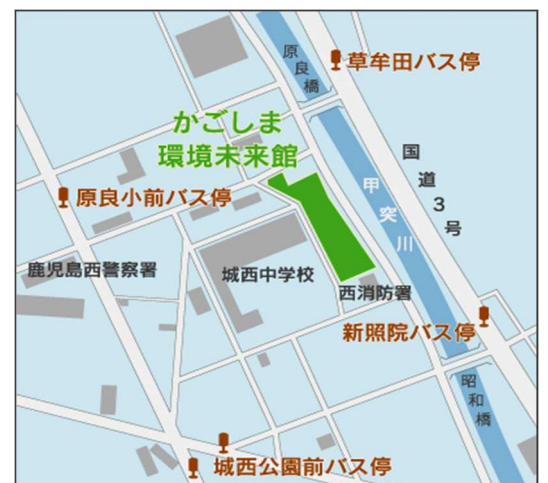 原良橋
草牟田バス停
かごしま
環境未来館
国道3号
甲突川
原良小前バス停
鹿児島西警察署
城西中学校
西消防署
新照院バス停
昭和橋
城西公園前バス停